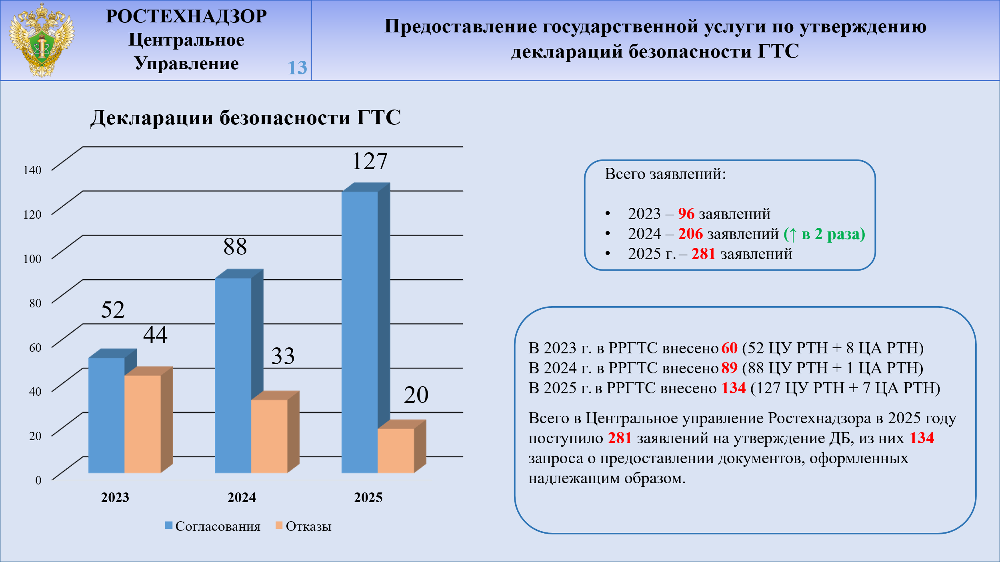 РОСТЕХНАДЗОР
Центральное
Управление
13
Предоставление государственной услуги по утверждению
деклараций безопасности ГТС
Декларации безопасности ГТС
140
120
100
80
60
40
20
0
52
44
88
33
127
20
2023
2024
2025
Согласования
Отказы
Всего заявлений:
• 2023 – 96 заявлений
• 2024 – 206 заявлений (↑ в 2 раза)
• 2025 г. – 281 заявлений
В 2023 г. в РРГТС внесено 60 (52 ЦУ РТН + 8 ЦА РТН)
В 2024 г. в РРГТС внесено 89 (88 ЦУ РТН + 1 ЦА РТН)
В 2025 г. в РРГТС внесено 134 (127 ЦУ РТН + 7 ЦА РТН)
Всего в Центральное управление Ростехнадзора в 2025 году
поступило 281 заявлений на утверждение ДБ, из них 134
запроса о предоставлении документов, оформленных
надлежащим образом.